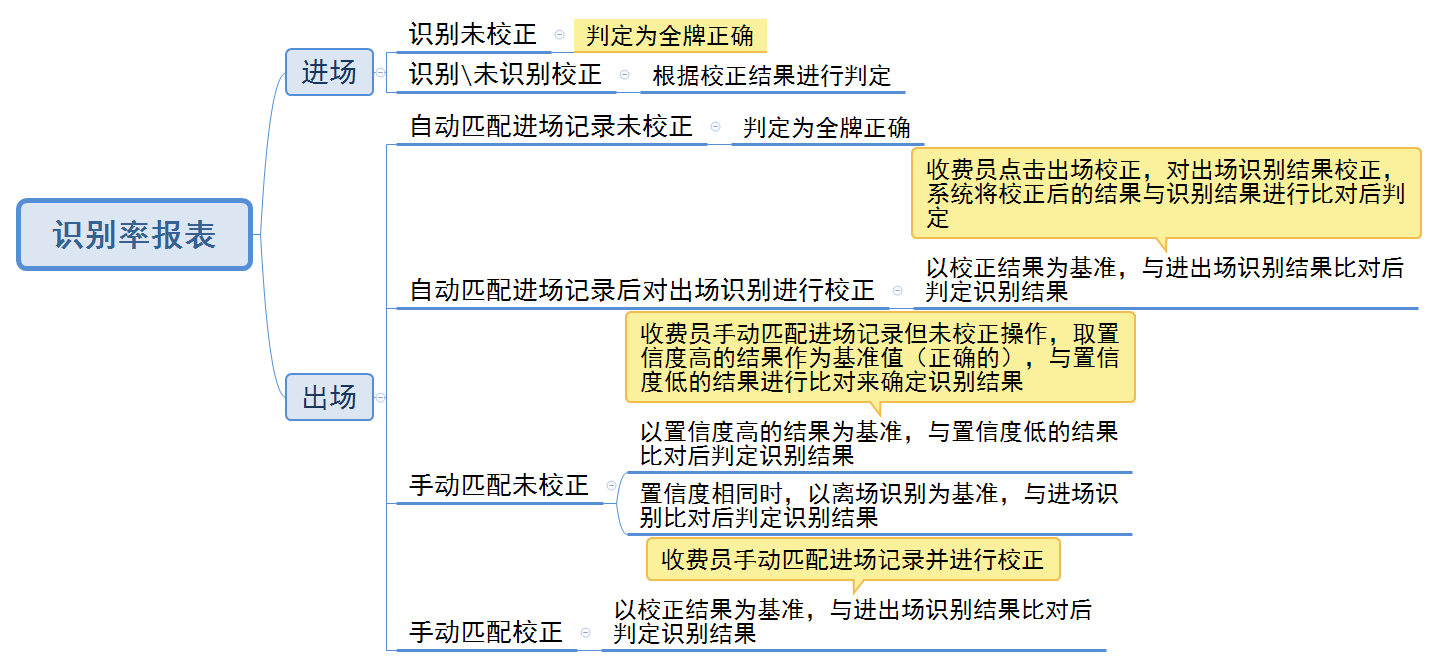 识别率报表
进场
识别未校正
判定为全牌正确
识别\未识别校正
根据校正结果进行判定
出场
自动匹配进场记录未校正
判定为全牌正确
收费员点击出场校正，对出场识别结果校正，
系统将校正后的结果与识别结果进行比对后判
定
自动匹配进场记录后对出场识别进行校正
以校正结果为基准，与进出场识别结果比对后
判定识别结果
收费员手动匹配进场记录但未校正操作，取置
信度高的结果作为基准值（正确的），与置信
度低的结果进行比对来确定识别结果
手动匹配未校正
以置信度高的结果为基准，与置信度低的结果
比对后判定识别结果
置信度相同时，以离场识别为基准，与进场识
别比对后判定识别结果
收费员手动匹配进场记录并进行校正
手动匹配校正
以校正结果为基准，与进出场识别结果比对后
判定识别结果